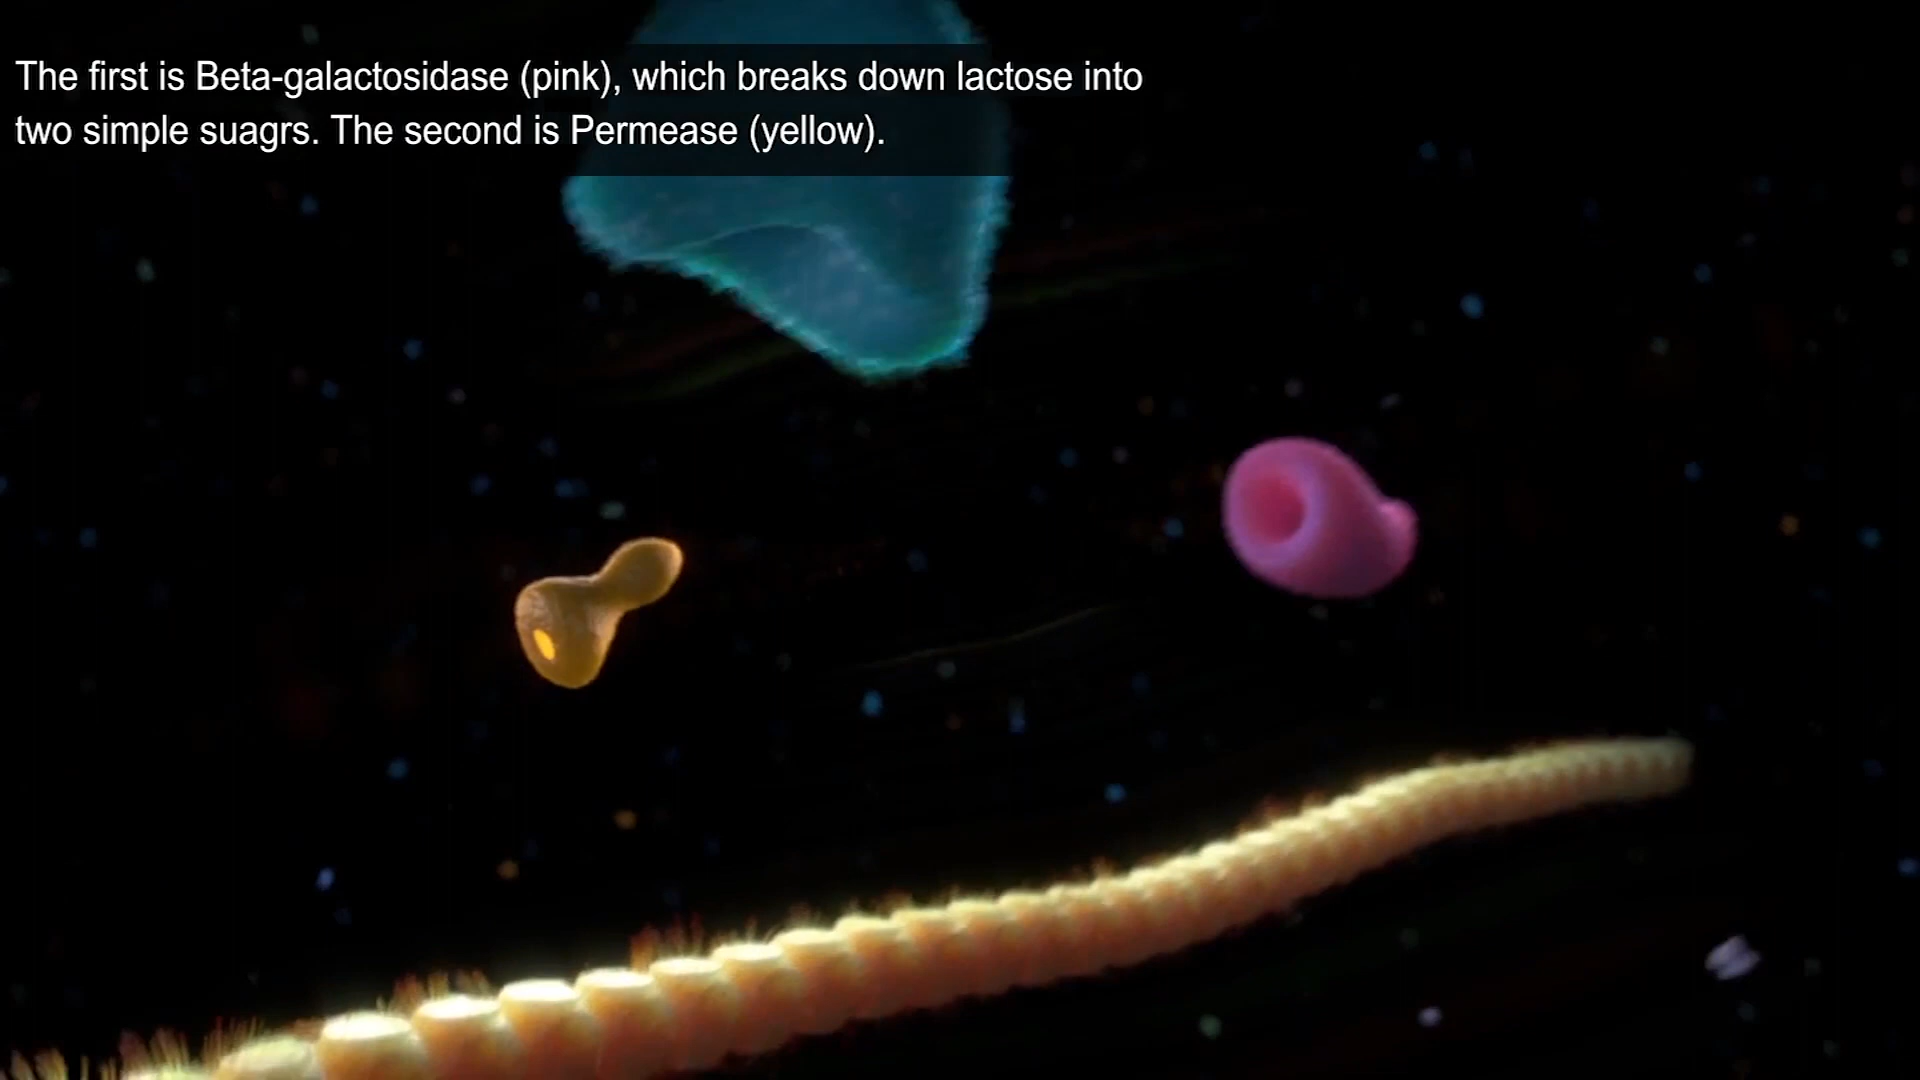 The first is Beta-galactosidase (pink), which breaks down lactose into
two simple suagrs. The second is Permease (yellow).